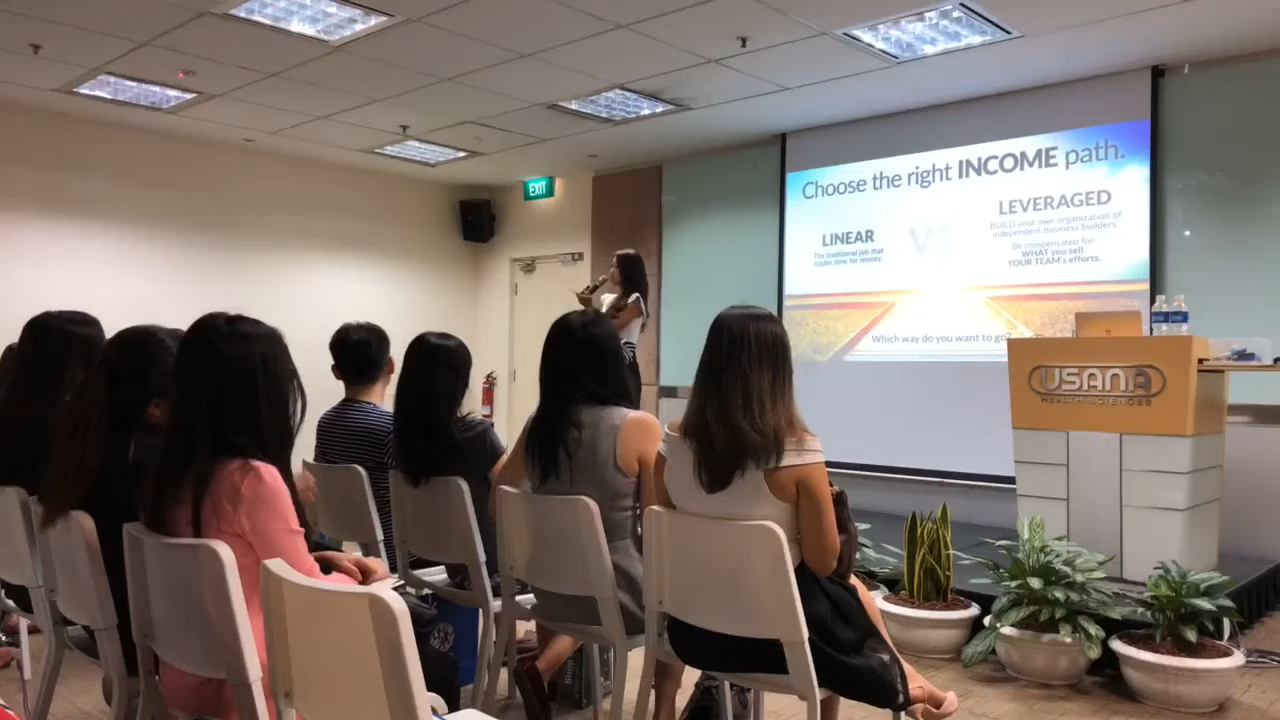 EXIT
Choose the right INCOME path.
LINEAR
The traditional job that
trades time for money.
VS
LEVERAGED
BUILD your own organization of
independent business builders.
Be compensated for
WHAT you sell
YOUR TEAM's efforts.
Which way do you want to go?
USANA
HEALTH SCIENCES